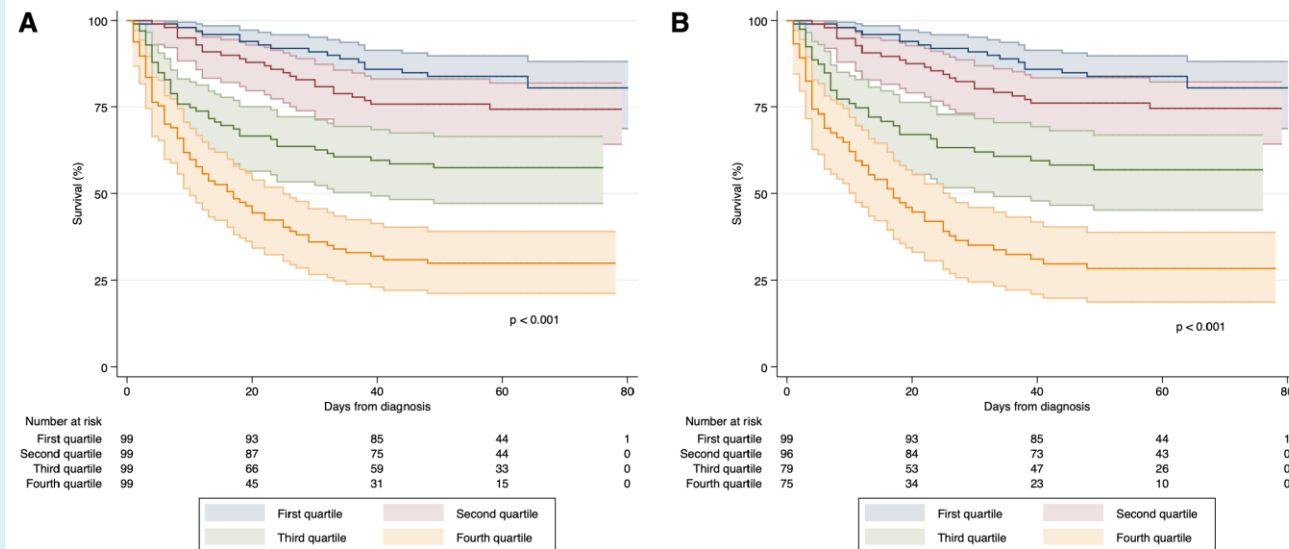 A
100
75
50
25
0
Survival (%)
p < 0.001
0 20 40 60 80
Days from diagnosis
Number at risk
First quartile 99 93 85 44 1
Second quartile 99 87 75 44 0
Third quartile 99 66 59 33 0
Fourth quartile 99 45 31 15 0
First quartile Second quartile
Third quartile Fourth quartile
B
100
75
50
25
0
Survival (%)
p < 0.001
0 20 40 60 80
Days from diagnosis
Number at risk
First quartile 99 93 85 44 1
Second quartile 96 84 73 43 0
Third quartile 79 53 47 26 0
Fourth quartile 75 34 23 10 0
First quartile Second quartile
Third quartile Fourth quartile